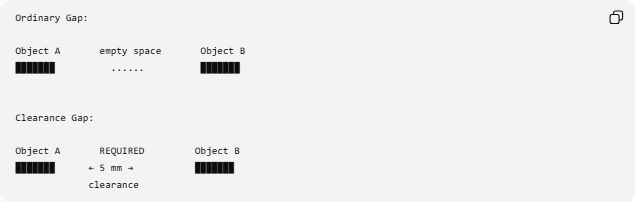 Ordinary Gap:
Object A empty space Object B
███████ ...... ███████
Clearance Gap:
Object A REQUIRED Object B
███████ ← 5 mm → ███████
clearance